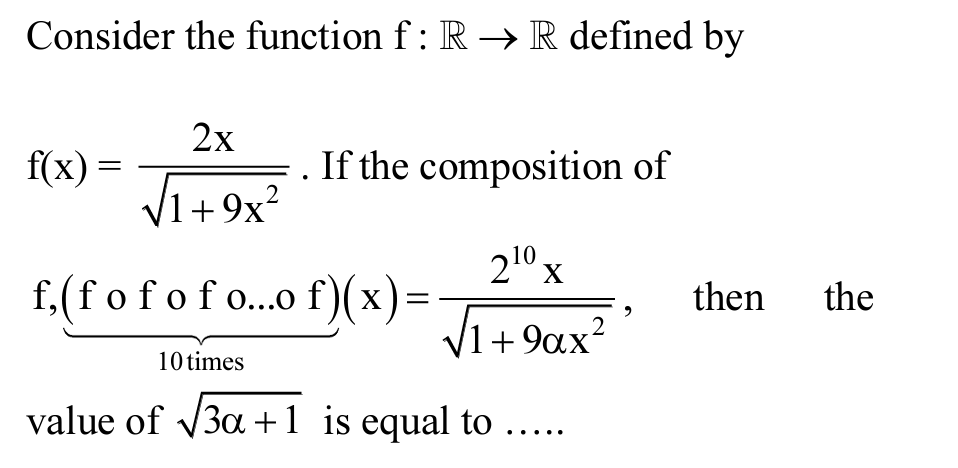 Consider the function f : ℝ → ℝ defined by
f(x) = 2x / √(1 + 9x²) . If the composition of
f, (f o f o f o...o f)(x) = 2¹⁰ x / √(1 + 9αx²) , then the
10 times
value of √(3α + 1) is equal to .....